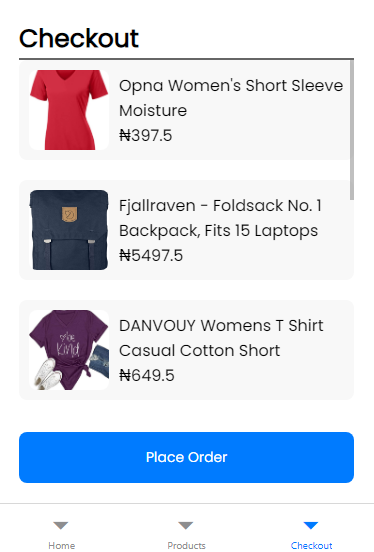 Checkout
Opna Women's Short Sleeve
Moisture
₦397.5
Fjallraven - Foldsack No. 1
Backpack, Fits 15 Laptops
₦5497.5
DANVOUY Womens T Shirt
Casual Cotton Short
₦649.5
Kind
Place Order
Home
Products
Checkout